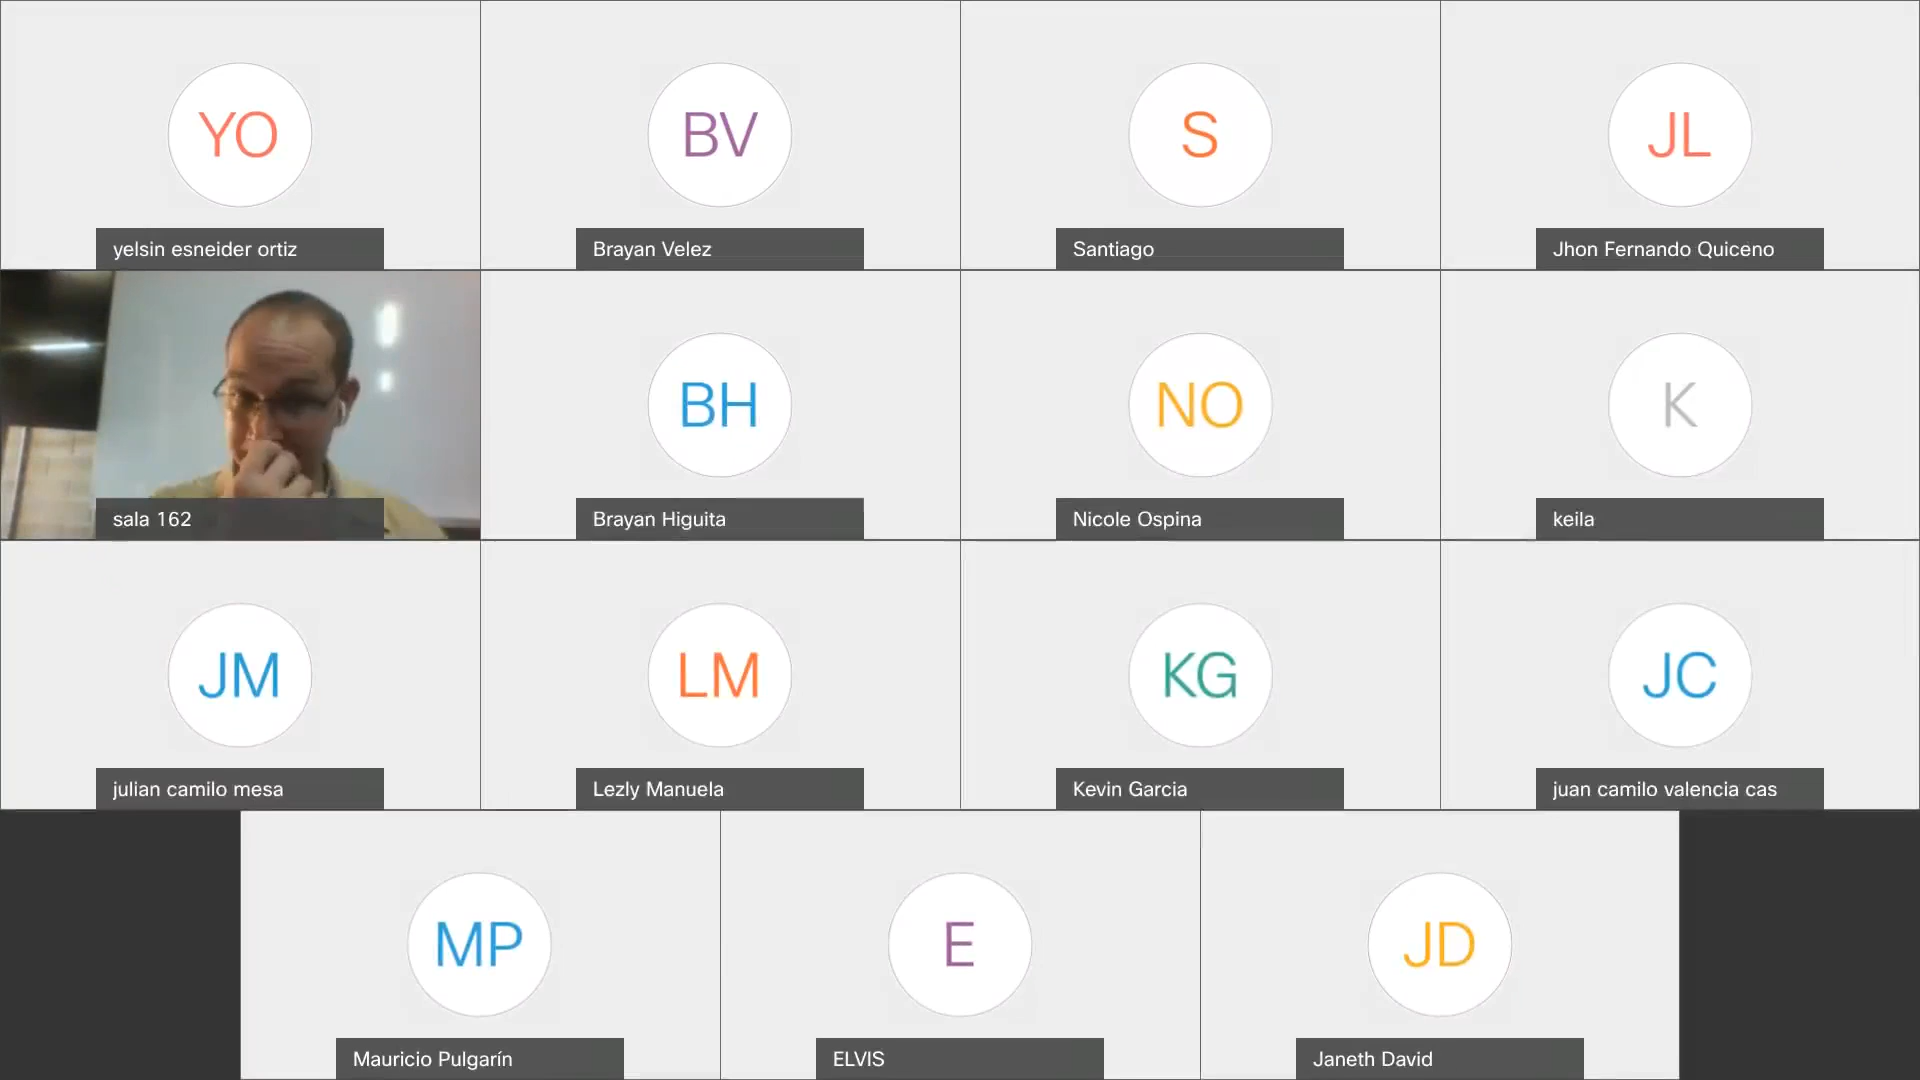 YO
yelsin esneider ortiz
BV
Brayan Velez
S
Santiago
JL
Jhon Fernando Quiceno
sala 162
BH
Brayan Higuita
NO
Nicole Ospina
K
keila
JM
julian camilo mesa
LM
Lezly Manuela
KG
Kevin Garcia
JC
juan camilo valencia cas
MP
Mauricio Pulgarín
E
ELVIS
JD
Janeth David